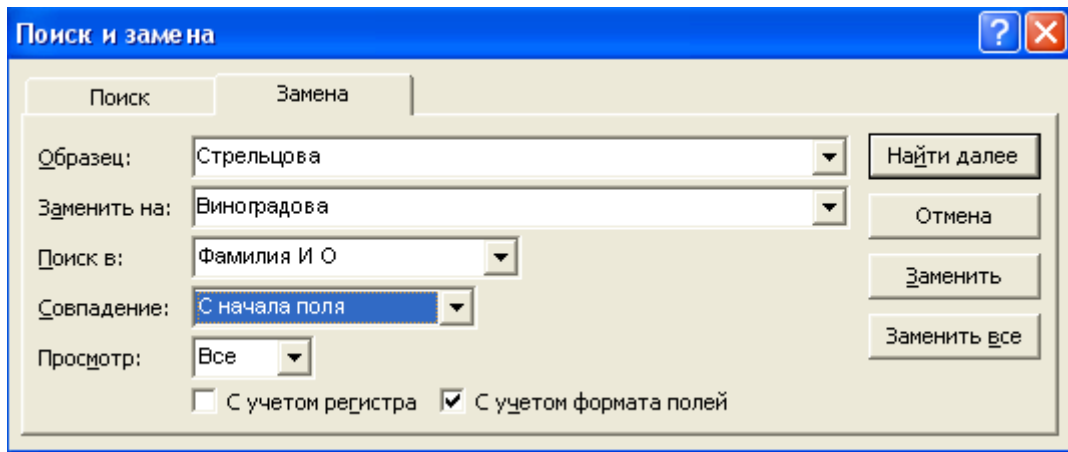 Поиск и замена
Поиск Замена
Образец: Стрельцова Найти далее
Заменить на: Виноградова Отмена
Поиск в: Фамилия И О
Заменить
Совпадение: С начала поля
Заменить все
Просмотр: Все
С учетом регистра С учетом формата полей